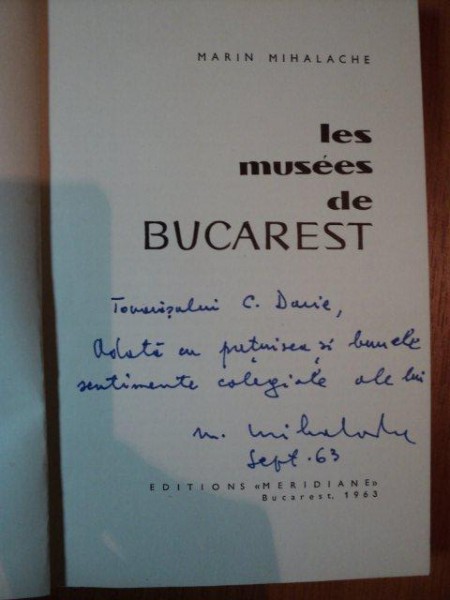 MARIN MIHALACHE
les
musées
de
BUCAREST
Tovarășului C. Darie,
Odată cu prețuirea și bunele
sentimente colegiale ale lui
M. Mihalache
Sept. 63
EDITIONS «MERIDIANE»
Bucarest, 1963